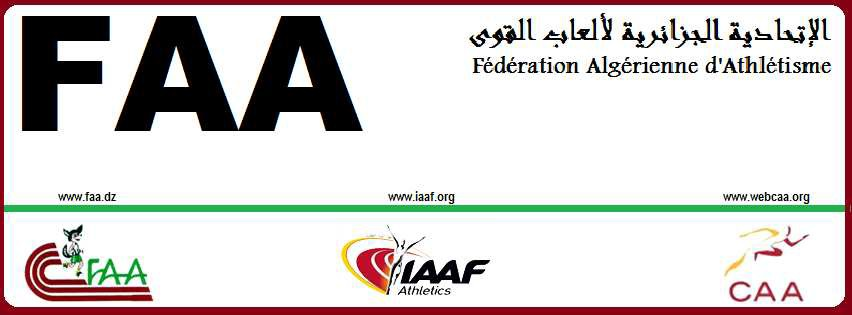 FAA
الإتحادية الجزائرية لألعاب القوى
Fédération Algérienne d'Athlétisme
www.faa.dz
www.iaaf.org
www.webcaa.org
FAA
IAAF
Athletics
CAA